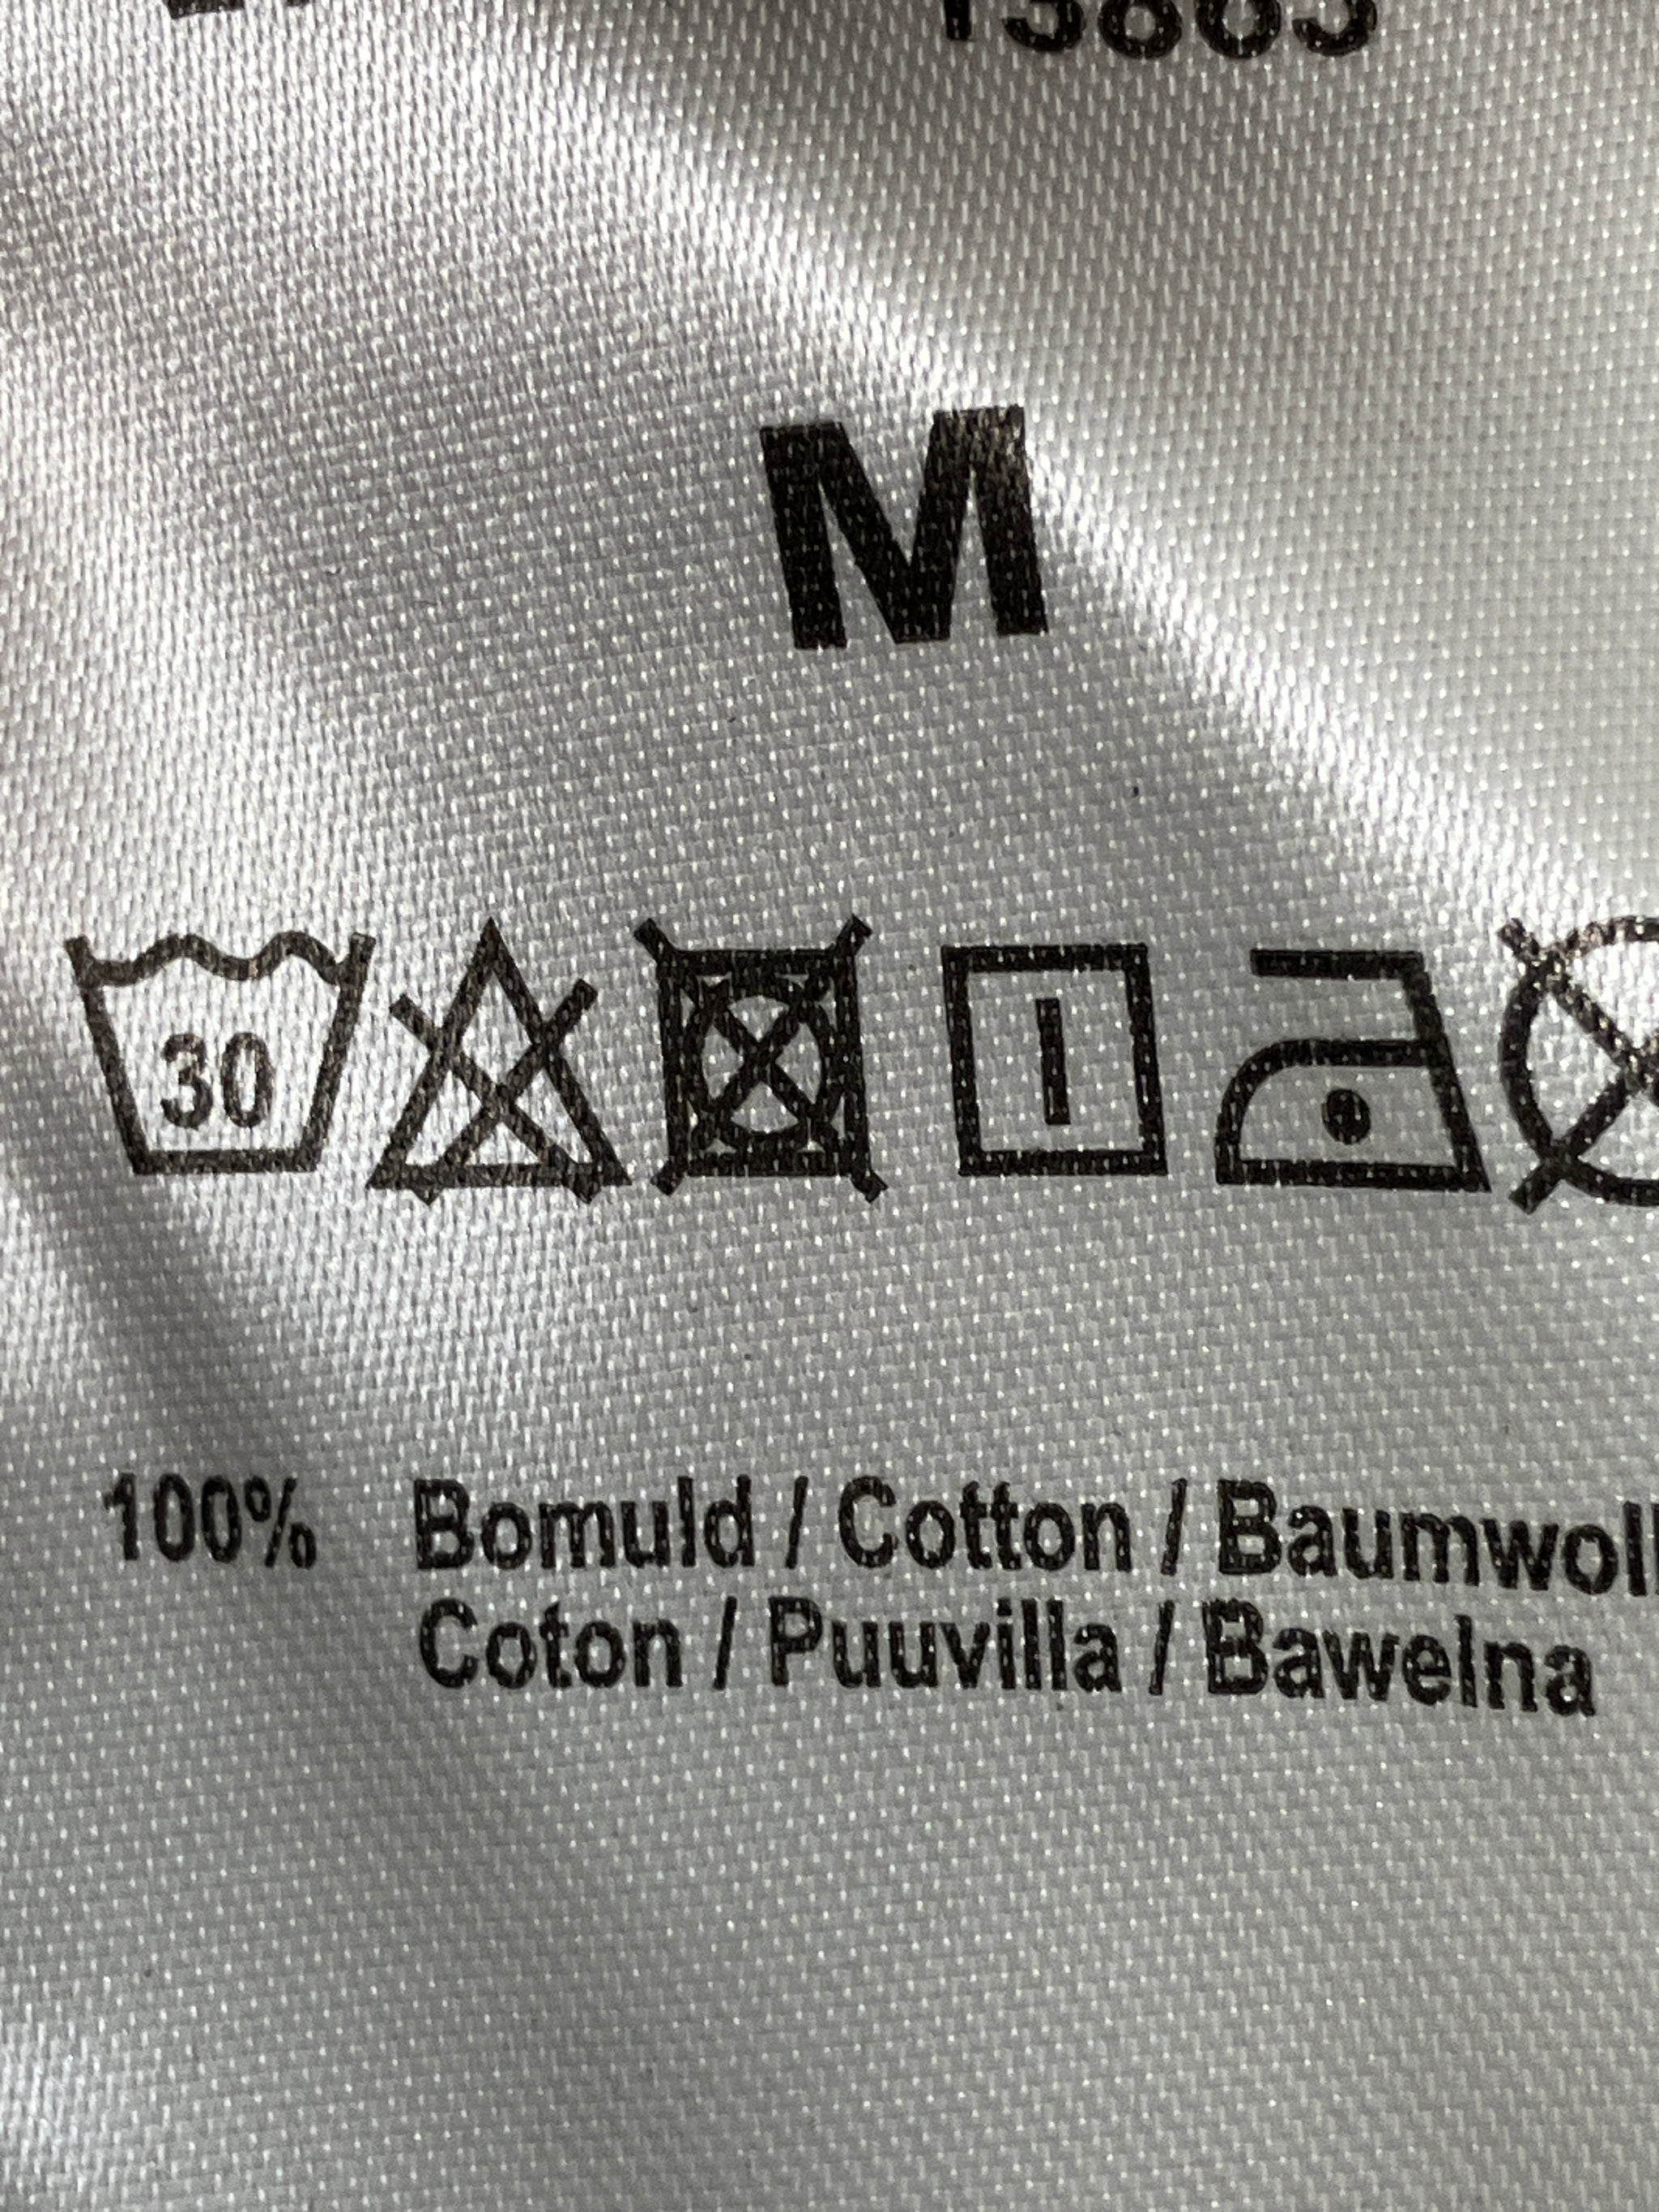 M
30
100% Bomuld / Cotton / Baumwoll
Coton / Puuvilla / Bawelna